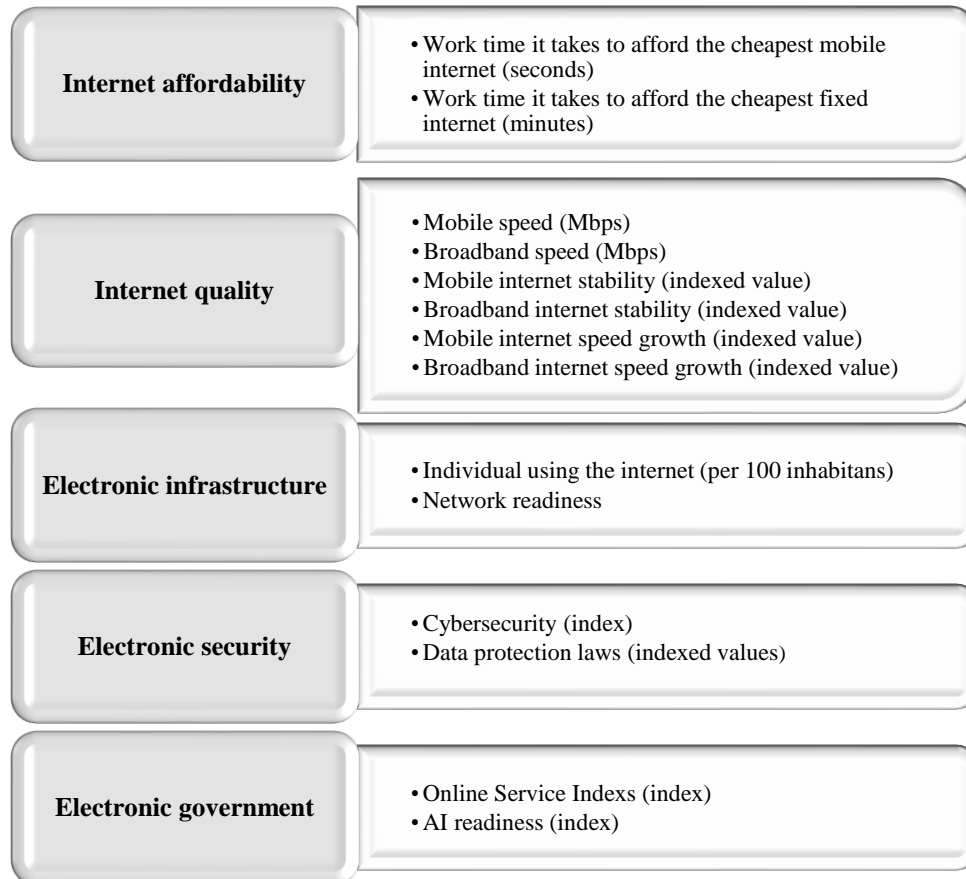 Internet affordability
• Work time it takes to afford the cheapest mobile
internet (seconds)
• Work time it takes to afford the cheapest fixed
internet (minutes)
Internet quality
• Mobile speed (Mbps)
• Broadband speed (Mbps)
• Mobile internet stability (indexed value)
• Broadband internet stability (indexed value)
• Mobile internet speed growth (indexed value)
• Broadband internet speed growth (indexed value)
Electronic infrastructure
• Individual using the internet (per 100 inhabitans)
• Network readiness
Electronic security
• Cybersecurity (index)
• Data protection laws (indexed values)
Electronic government
• Online Service Indexs (index)
• AI readiness (index)